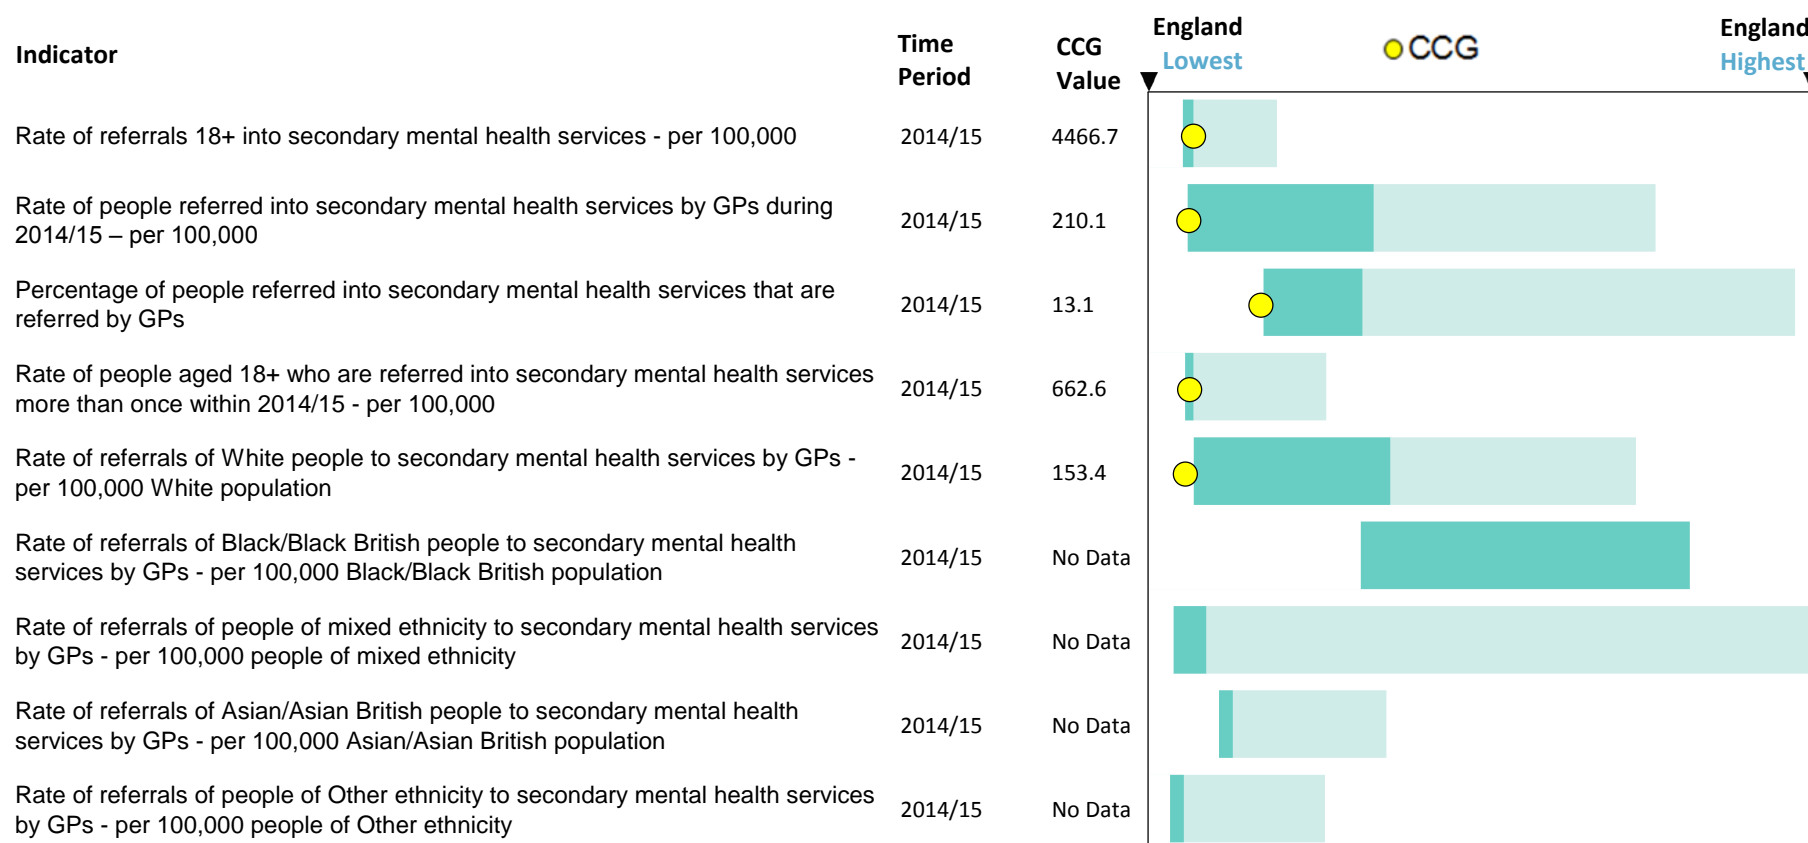 Indicator
Time
Period
CCG
Value
England
Lowest
CCG
England
Highest
Rate of referrals 18+ into secondary mental health services - per 100,000
2014/15
4466.7
Rate of people referred into secondary mental health services by GPs during
2014/15 – per 100,000
2014/15
210.1
Percentage of people referred into secondary mental health services that are
referred by GPs
2014/15
13.1
Rate of people aged 18+ who are referred into secondary mental health services
more than once within 2014/15 - per 100,000
2014/15
662.6
Rate of referrals of White people to secondary mental health services by GPs -
per 100,000 White population
2014/15
153.4
Rate of referrals of Black/Black British people to secondary mental health
services by GPs - per 100,000 Black/Black British population
2014/15
No Data
Rate of referrals of people of mixed ethnicity to secondary mental health services
by GPs - per 100,000 people of mixed ethnicity
2014/15
No Data
Rate of referrals of Asian/Asian British people to secondary mental health
services by GPs - per 100,000 Asian/Asian British population
2014/15
No Data
Rate of referrals of people of Other ethnicity to secondary mental health services
by GPs - per 100,000 people of Other ethnicity
2014/15
No Data